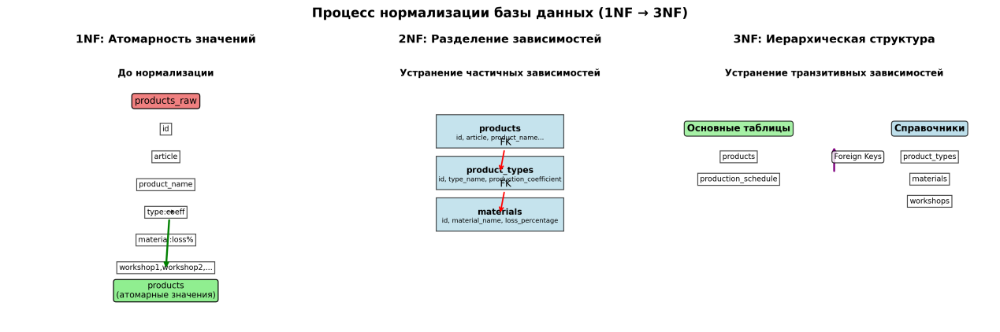 Процесс нормализации базы данных (1NF → 3NF)
1NF: Атомарность значений
До нормализации
products_raw
id
article
product_name
type:coeff
material:loss%
workshop1,workshop2,...
products
(атомарные значения)
2NF: Разделение зависимостей
Устранение частичных зависимостей
products
id, article, product_name...
FK
product_types
id, type_name, production_coefficient
FK
materials
id, material_name, loss_percentage
3NF: Иерархическая структура
Устранение транзитивных зависимостей
Основные таблицы
products
production_schedule
Foreign Keys
Справочники
product_types
materials
workshops